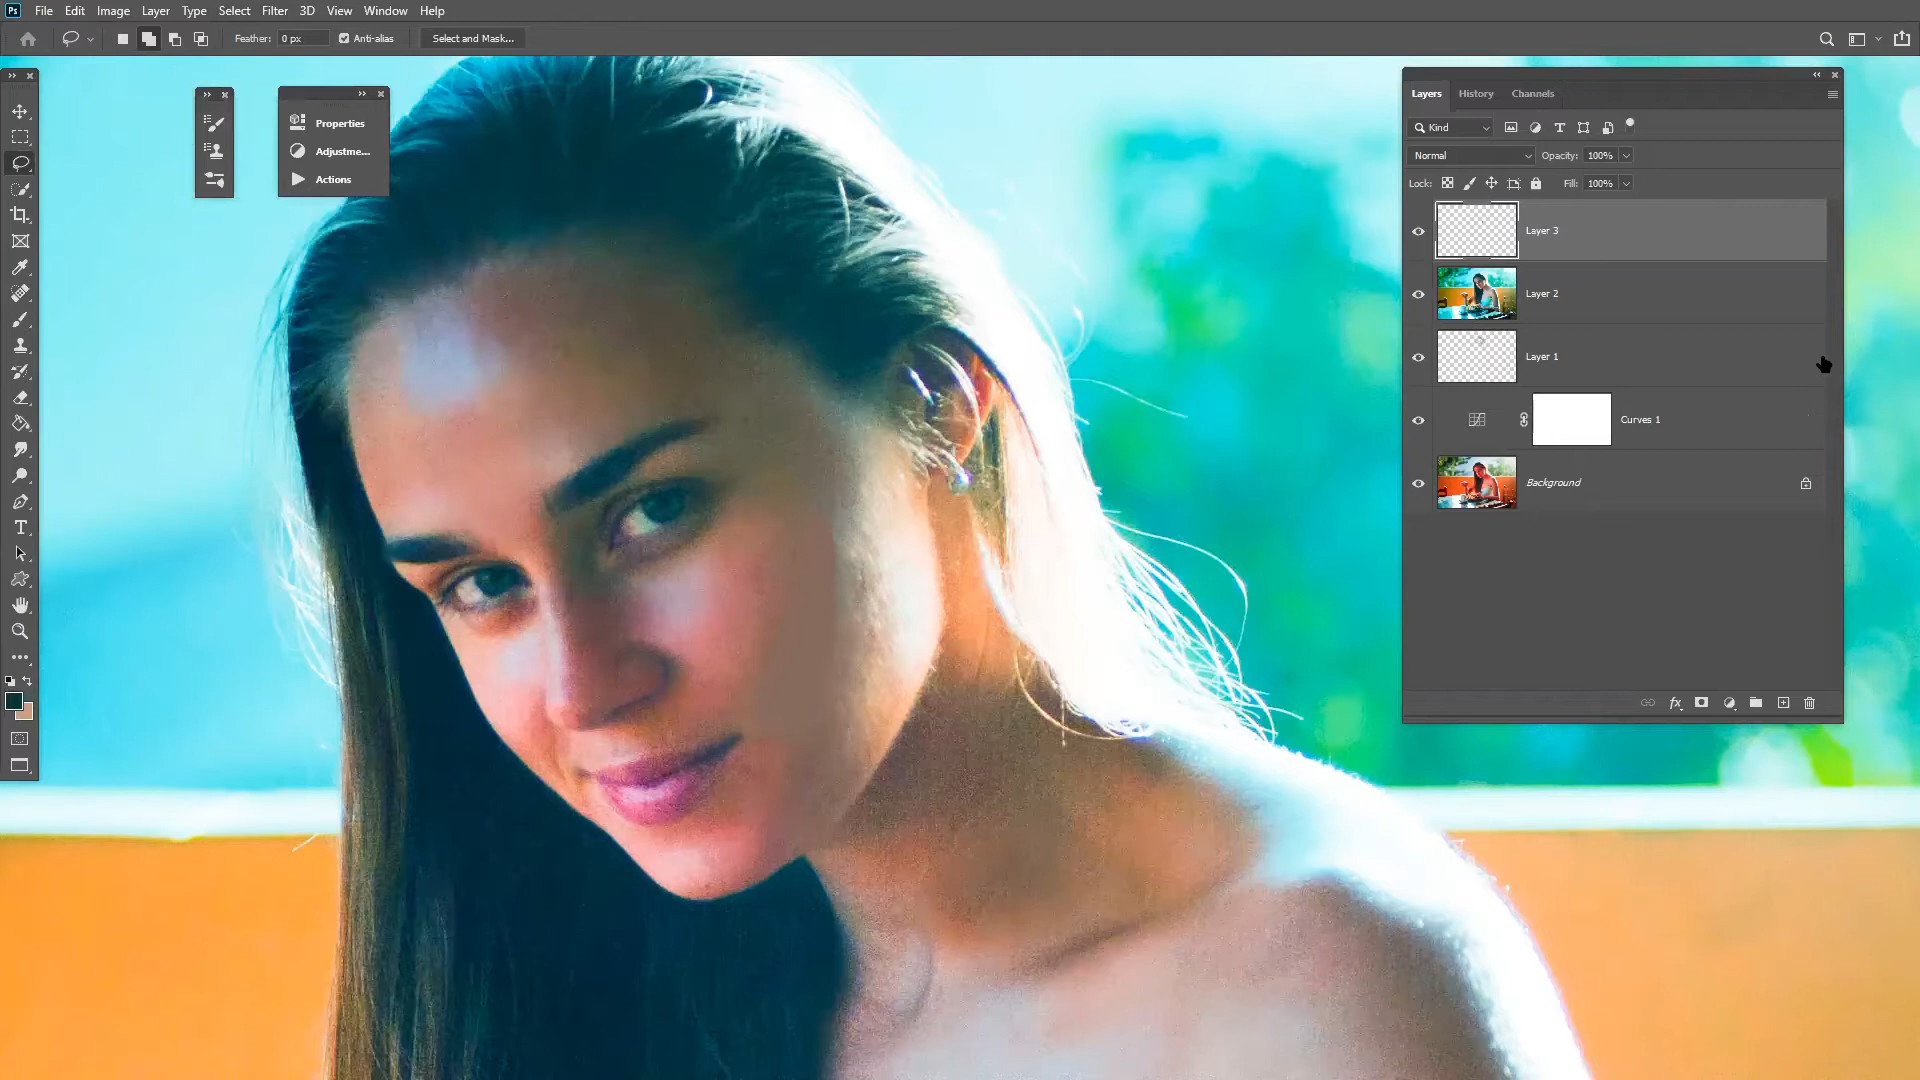 Ps File Edit Image Layer Type Select Filter 3D View Window Help
Feather: 0 px Anti-alias Select and Mask...
Properties
Adjustme...
Actions
Layers History Channels
Kind
Normal Opacity: 100%
Lock: Fill: 100%
Layer 3
Layer 2
Layer 1
Curves 1
Background
fx